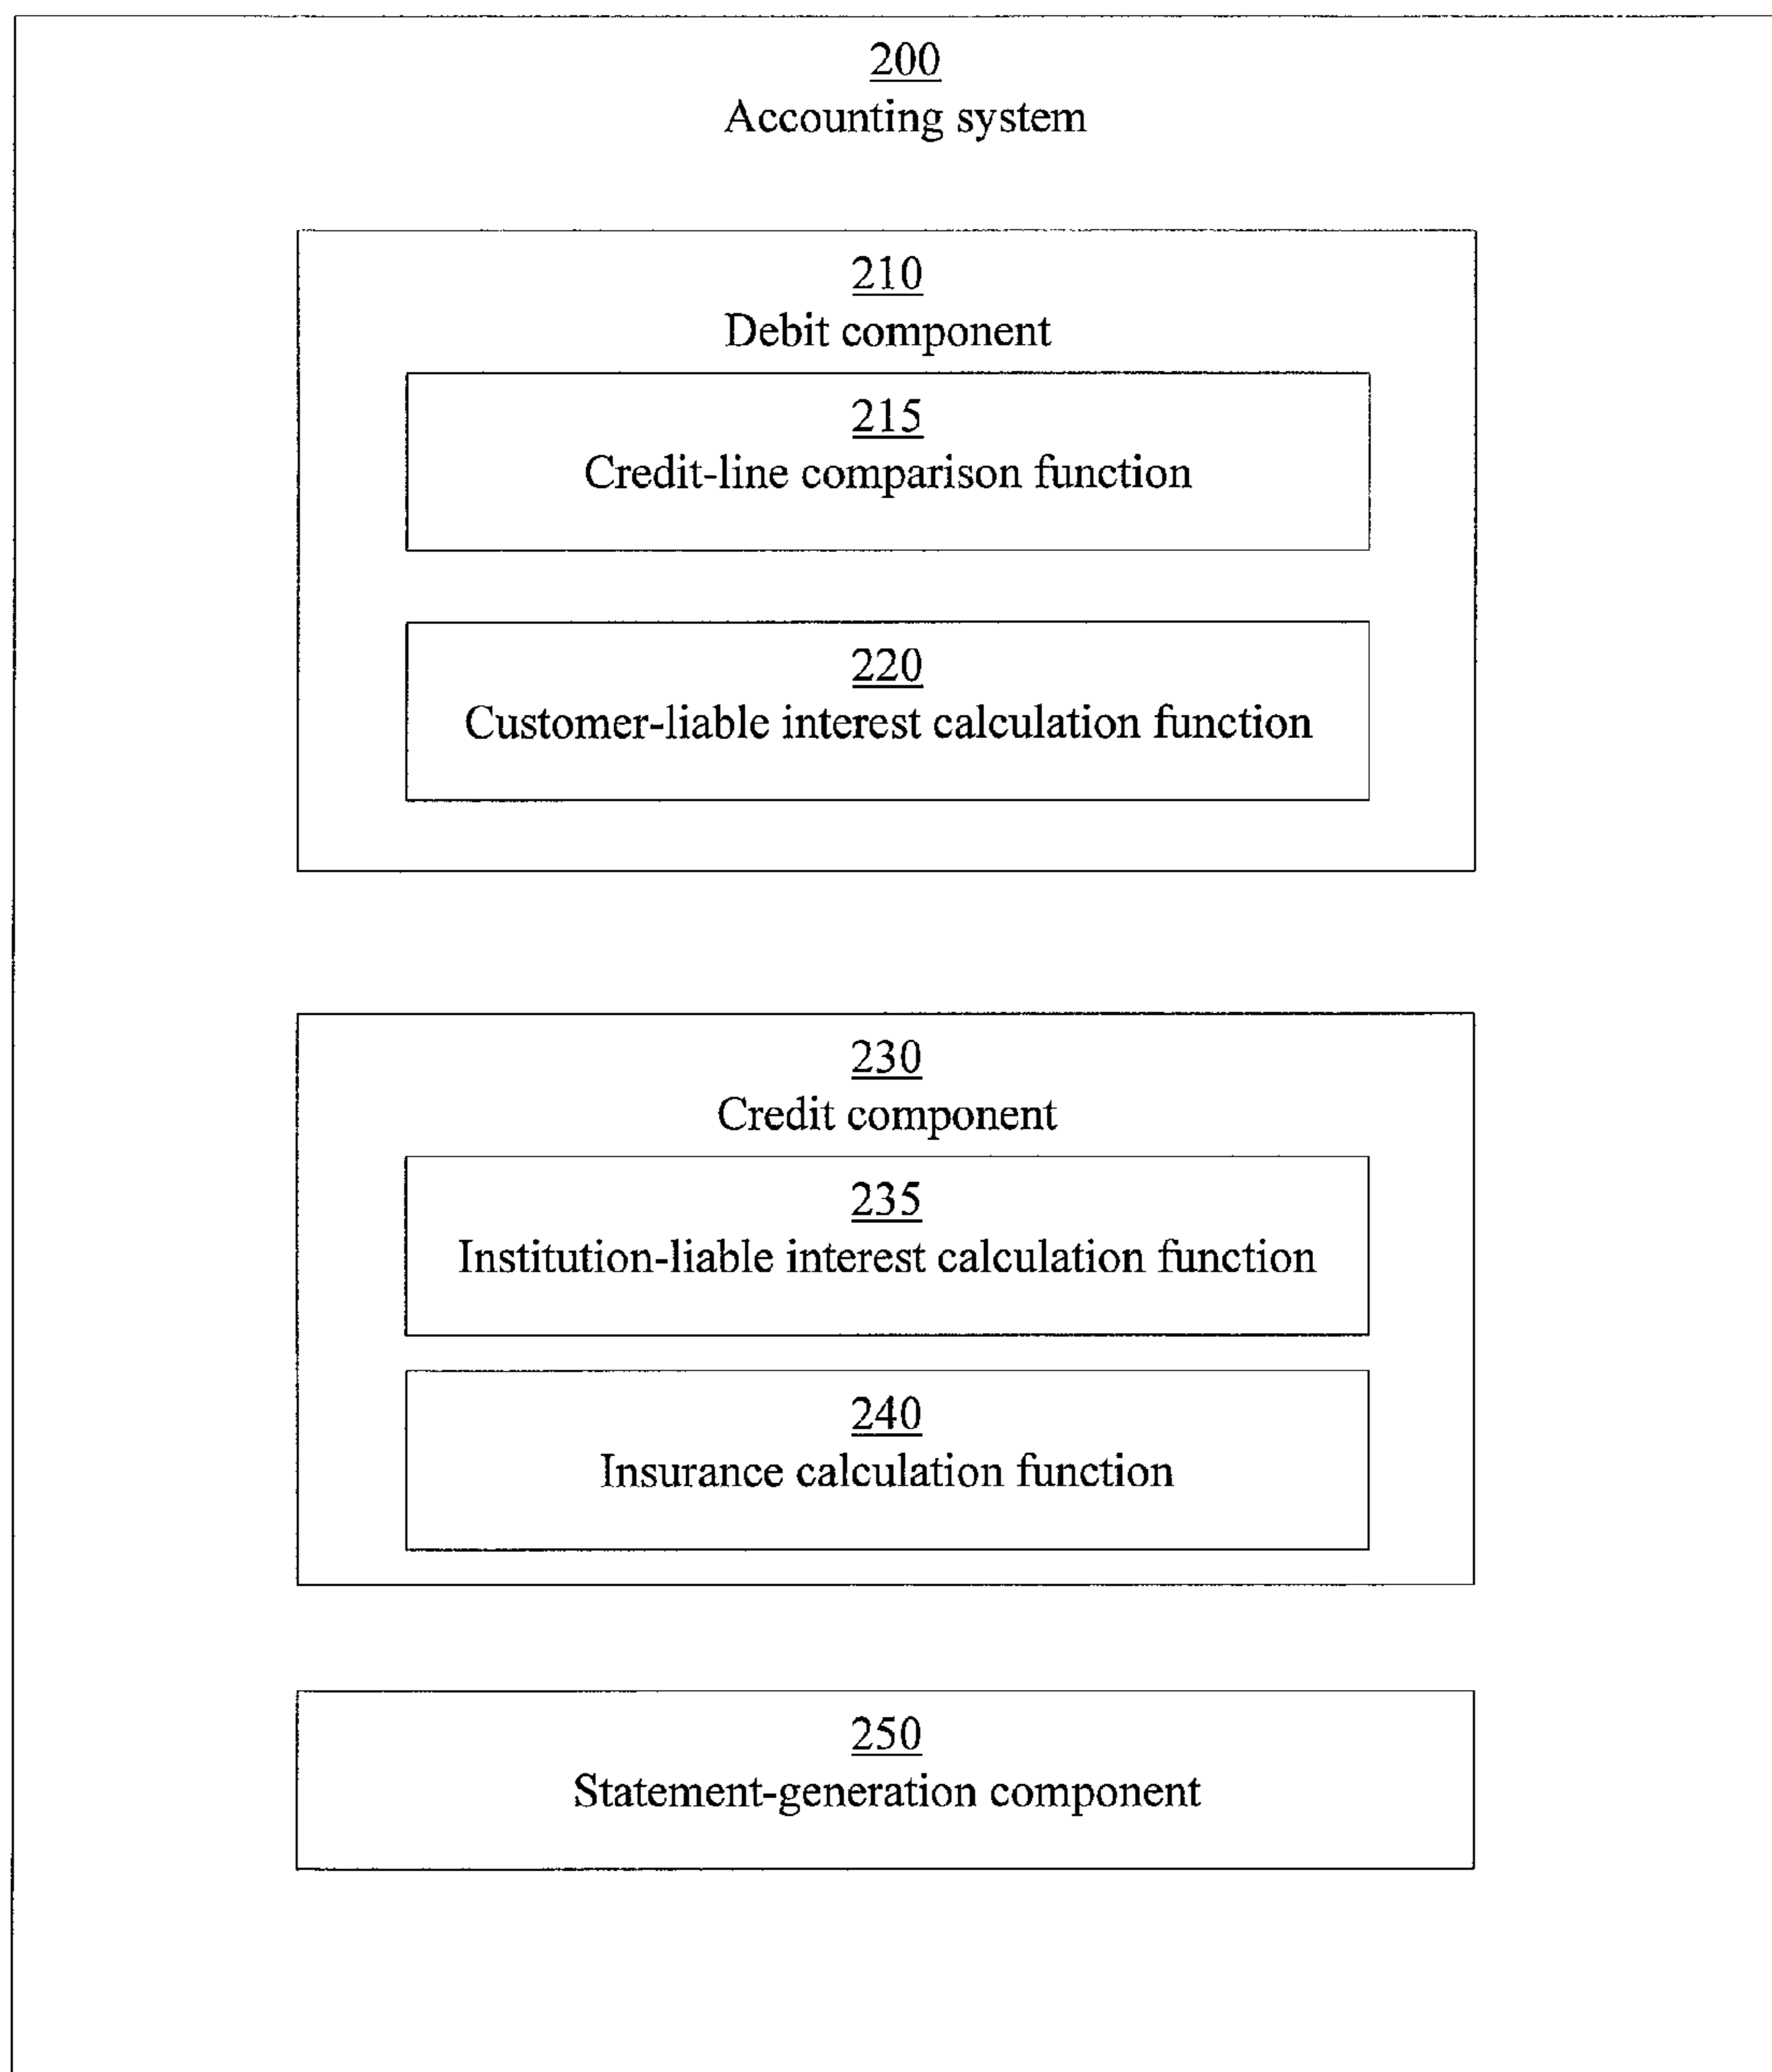 200
Accounting system
210
Debit component
215
Credit-line comparison function
220
Customer-liable interest calculation function
230
Credit component
235
Institution-liable interest calculation function
240
Insurance calculation function
250
Statement-generation component